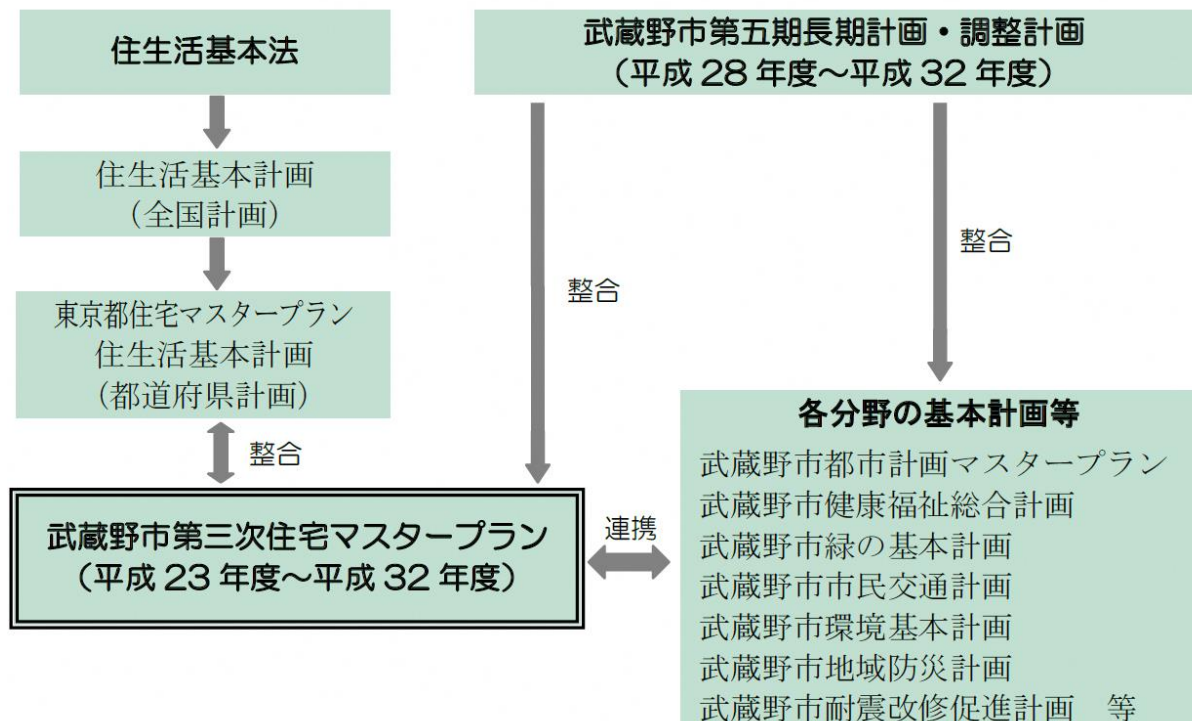 住生活基本法
武蔵野市第五期長期計画・調整計画
（平成 28 年度～平成 32 年度）
住生活基本計画
（全国計画）
整合
整合
東京都住宅マスタープラン
住生活基本計画
（都道府県計画）
整合
武蔵野市第三次住宅マスタープラン
（平成 23 年度～平成 32 年度）
連携
各分野の基本計画等
武蔵野市都市計画マスタープラン
武蔵野市健康福祉総合計画
武蔵野市緑の基本計画
武蔵野市市民交通計画
武蔵野市環境基本計画
武蔵野市地域防災計画
武蔵野市耐震改修促進計画　等